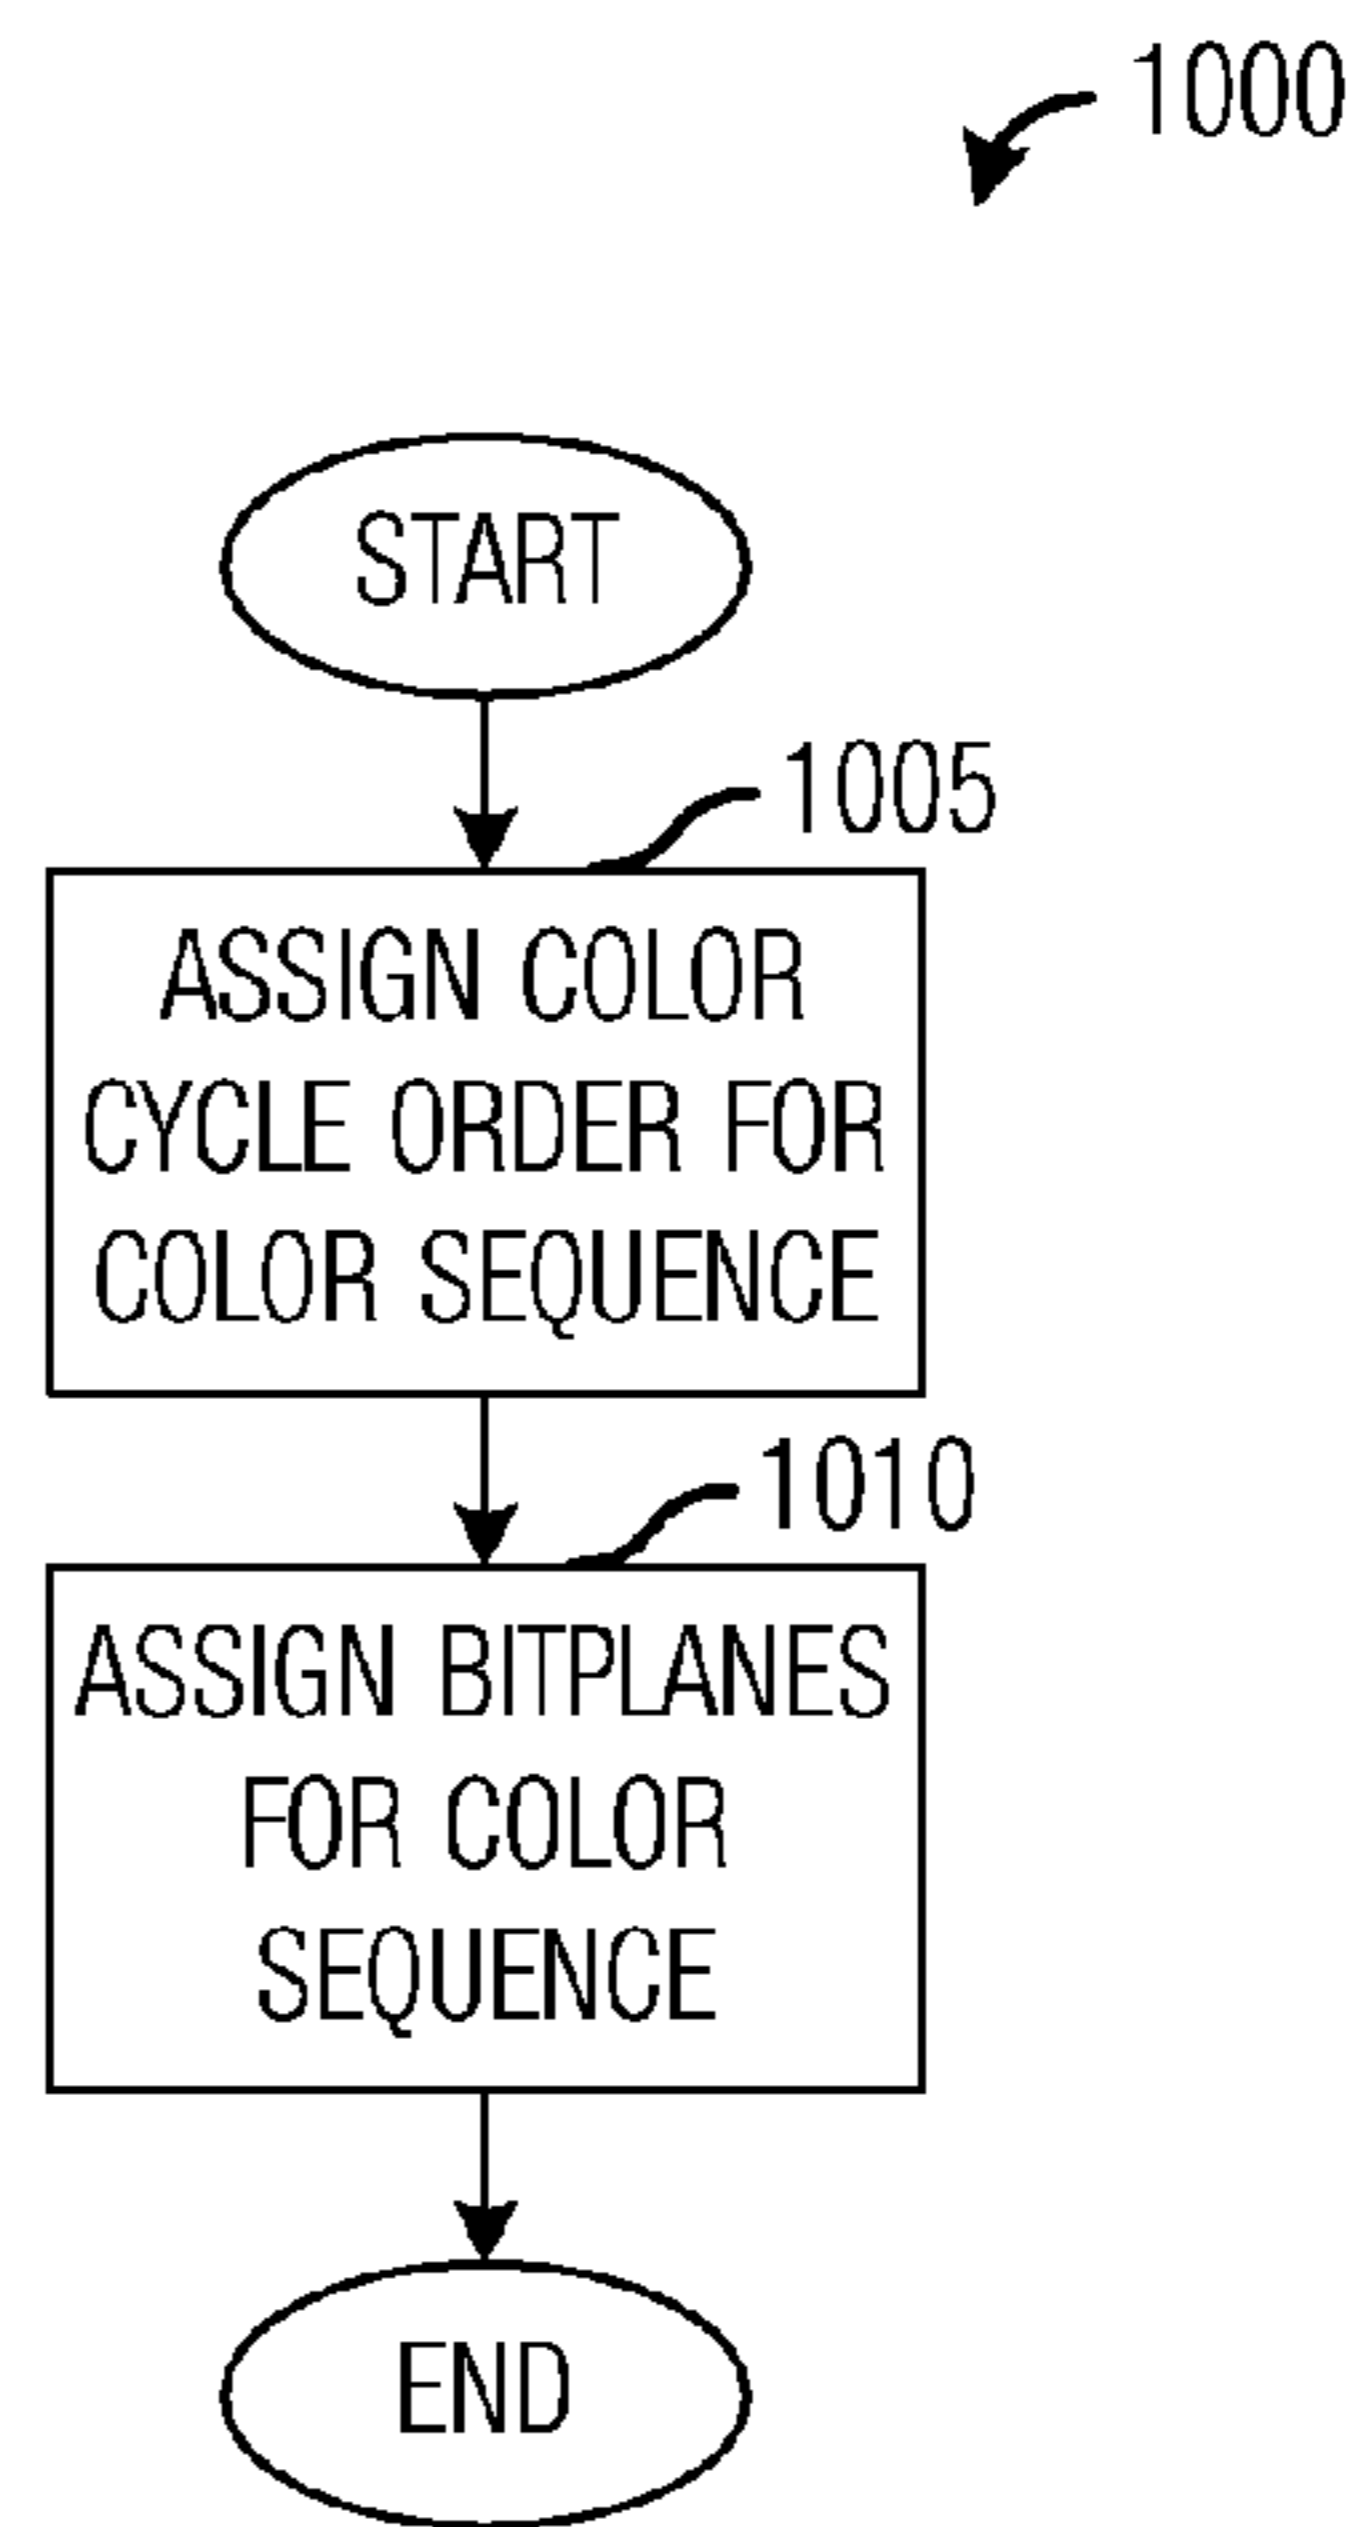 1000
START
1005
ASSIGN COLOR
CYCLE ORDER FOR
COLOR SEQUENCE
1010
ASSIGN BITPLANES
FOR COLOR
SEQUENCE
END